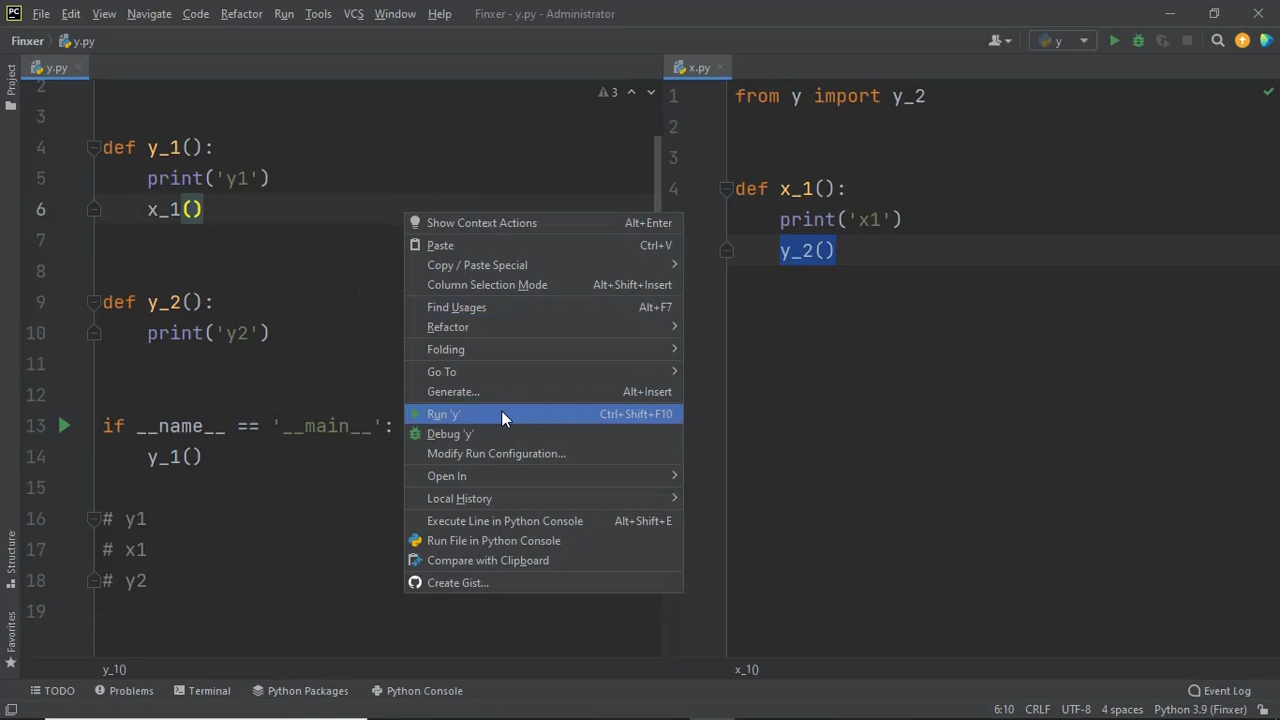 PC File Edit View Navigate Code Refactor Run Tools VCS Window Help Finxer - y.py - Administrator
Finxer y.py y
y.py x.py
Project
2
3
4 def y_1():
5 print('y1')
6 x_1()
7
8
9 def y_2():
10 print('y2')
11
12
13 if __name__ == '__main__':
14 y_1()
15
16 # y1
17 # x1
18 # y2
19
3
Show Context Actions Alt+Enter
Paste Ctrl+V
Copy / Paste Special
Column Selection Mode Alt+Shift+Insert
Find Usages Alt+F7
Refactor
Folding
Go To
Generate... Alt+Insert
Run 'y' Ctrl+Shift+F10
Debug 'y'
Modify Run Configuration...
Open In
Local History
Execute Line in Python Console Alt+Shift+E
Run File in Python Console
Compare with Clipboard
Create Gist...
1 from y import y_2
2
3
4 def x_1():
5 print('x1')
6 y_2()
Structure
Favorites
y_1() x_1()
TODO Problems Terminal Python Packages Python Console Event Log
6:10 CRLF UTF-8 4 spaces Python 3.9 (Finxer)